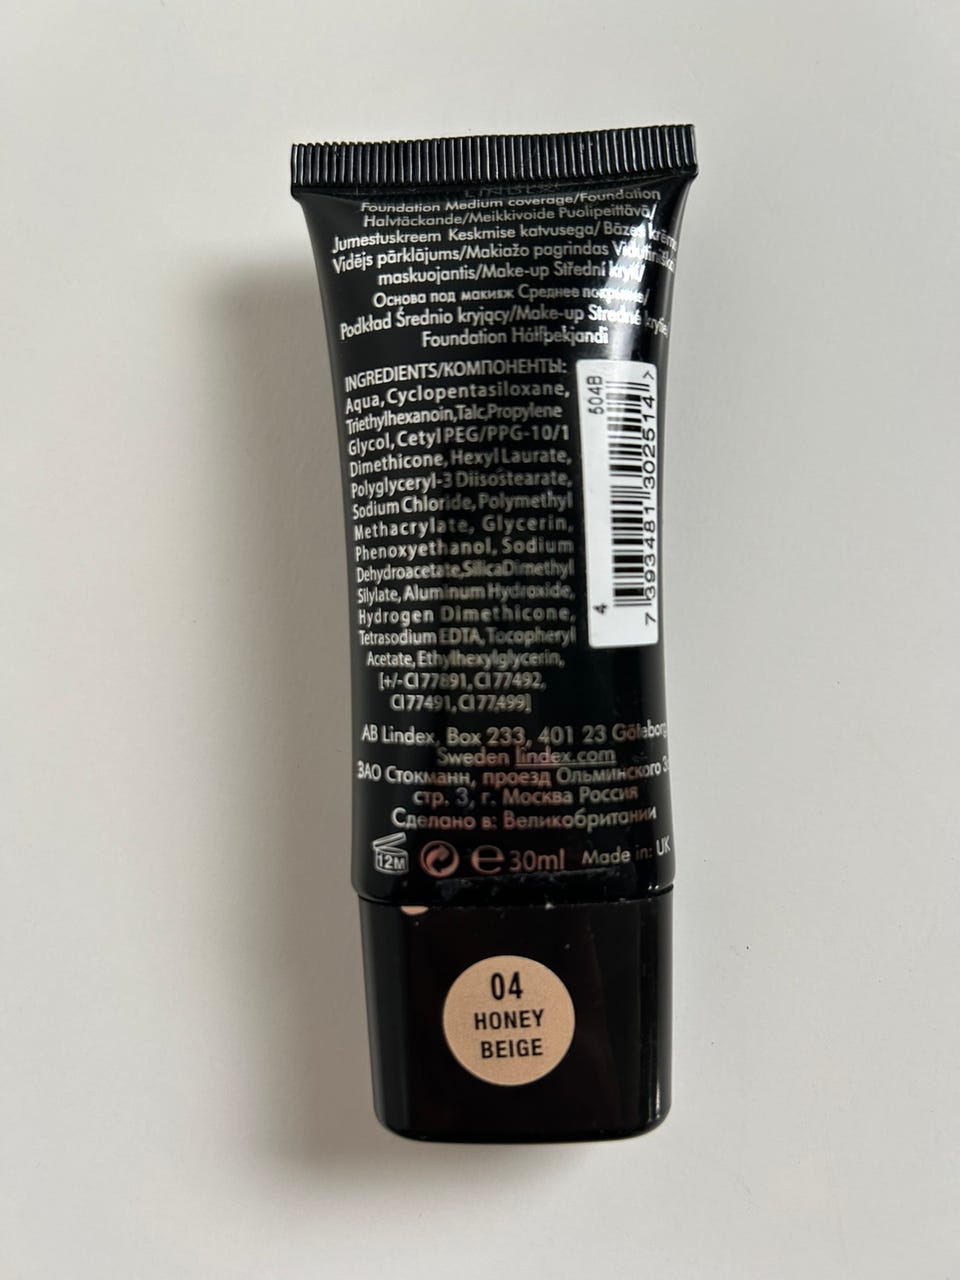 Foundation Medium coverage/Foundation
Halvtäckande/Meikkivoide Puolipeittävä/
Jumestuskreem Keskmise katvusega/ Bāzes krēms
Vidējs pārklājums/Makiažo pagrindas Vidutiniškai
maskuojantis/Make-up Střední krytí/
Основа под макияж Среднее покрытие/
Podkład Średnio kryjący/Make-up Stredné krytie/
Foundation Hálfþekjandi
INGREDIENTS/КОМПОНЕНТЫ:
Aqua, Cyclopentasiloxane,
Triethylhexanoin,Talc,Propylene
Glycol, Cetyl PEG/PPG-10/1
Dimethicone, Hexyl Laurate,
Polyglyceryl-3 Diisostearate,
Sodium Chloride, Polymethyl
Methacrylate, Glycerin,
Phenoxyethanol, Sodium
Dehydroacetate,Silica Dimethyl
Silylate, Aluminum Hydroxide,
Hydrogen Dimethicone,
Tetrasodium EDTA, Tocopheryl
Acetate, Ethylhexylglycerin,
[+/- CI 77891, CI 77492,
CI 77491, CI 77499]
504B
4
7 393481 302514 >
AB Lindex, Box 233, 401 23 Göteborg
Sweden lindex.com
ЗАО Стокманн, проезд Ольминского
стр. 3, г. Москва Россия
Сделано в: Великобритании
12M e 30ml Made in: UK
04
HONEY
BEIGE